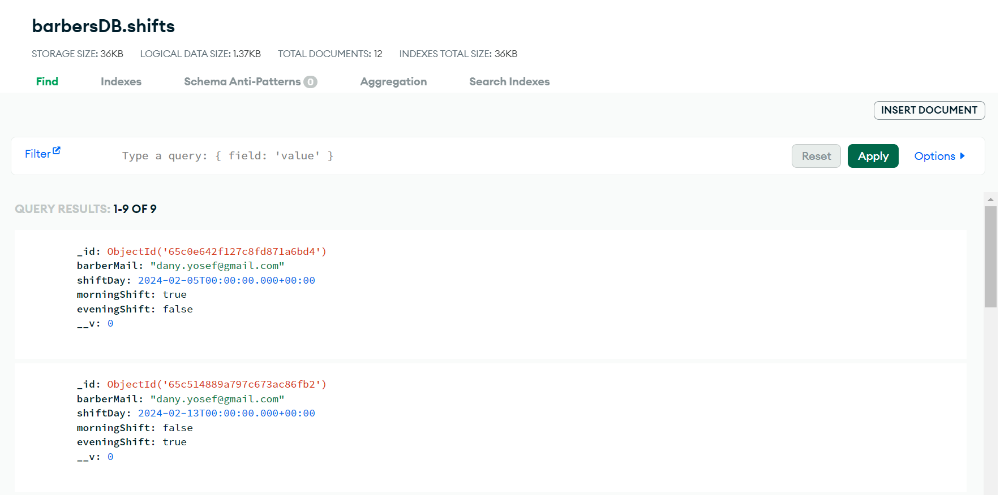 barbersDB.shifts
STORAGE SIZE: 36KB LOGICAL DATA SIZE: 1.37KB TOTAL DOCUMENTS: 12 INDEXES TOTAL SIZE: 36KB
Find Indexes Schema Anti-Patterns 0 Aggregation Search Indexes
INSERT DOCUMENT
Filter Type a query: { field: 'value' } Reset Apply Options
QUERY RESULTS: 1-9 OF 9
_id: ObjectId('65c0e642f127c8fd871a6bd4')
barberMail: "dany.yosef@gmail.com"
shiftDay: 2024-02-05T00:00:00.000+00:00
morningShift: true
eveningShift: false
__v: 0
_id: ObjectId('65c514889a797c673ac86fb2')
barberMail: "dany.yosef@gmail.com"
shiftDay: 2024-02-13T00:00:00.000+00:00
morningShift: false
eveningShift: true
__v: 0